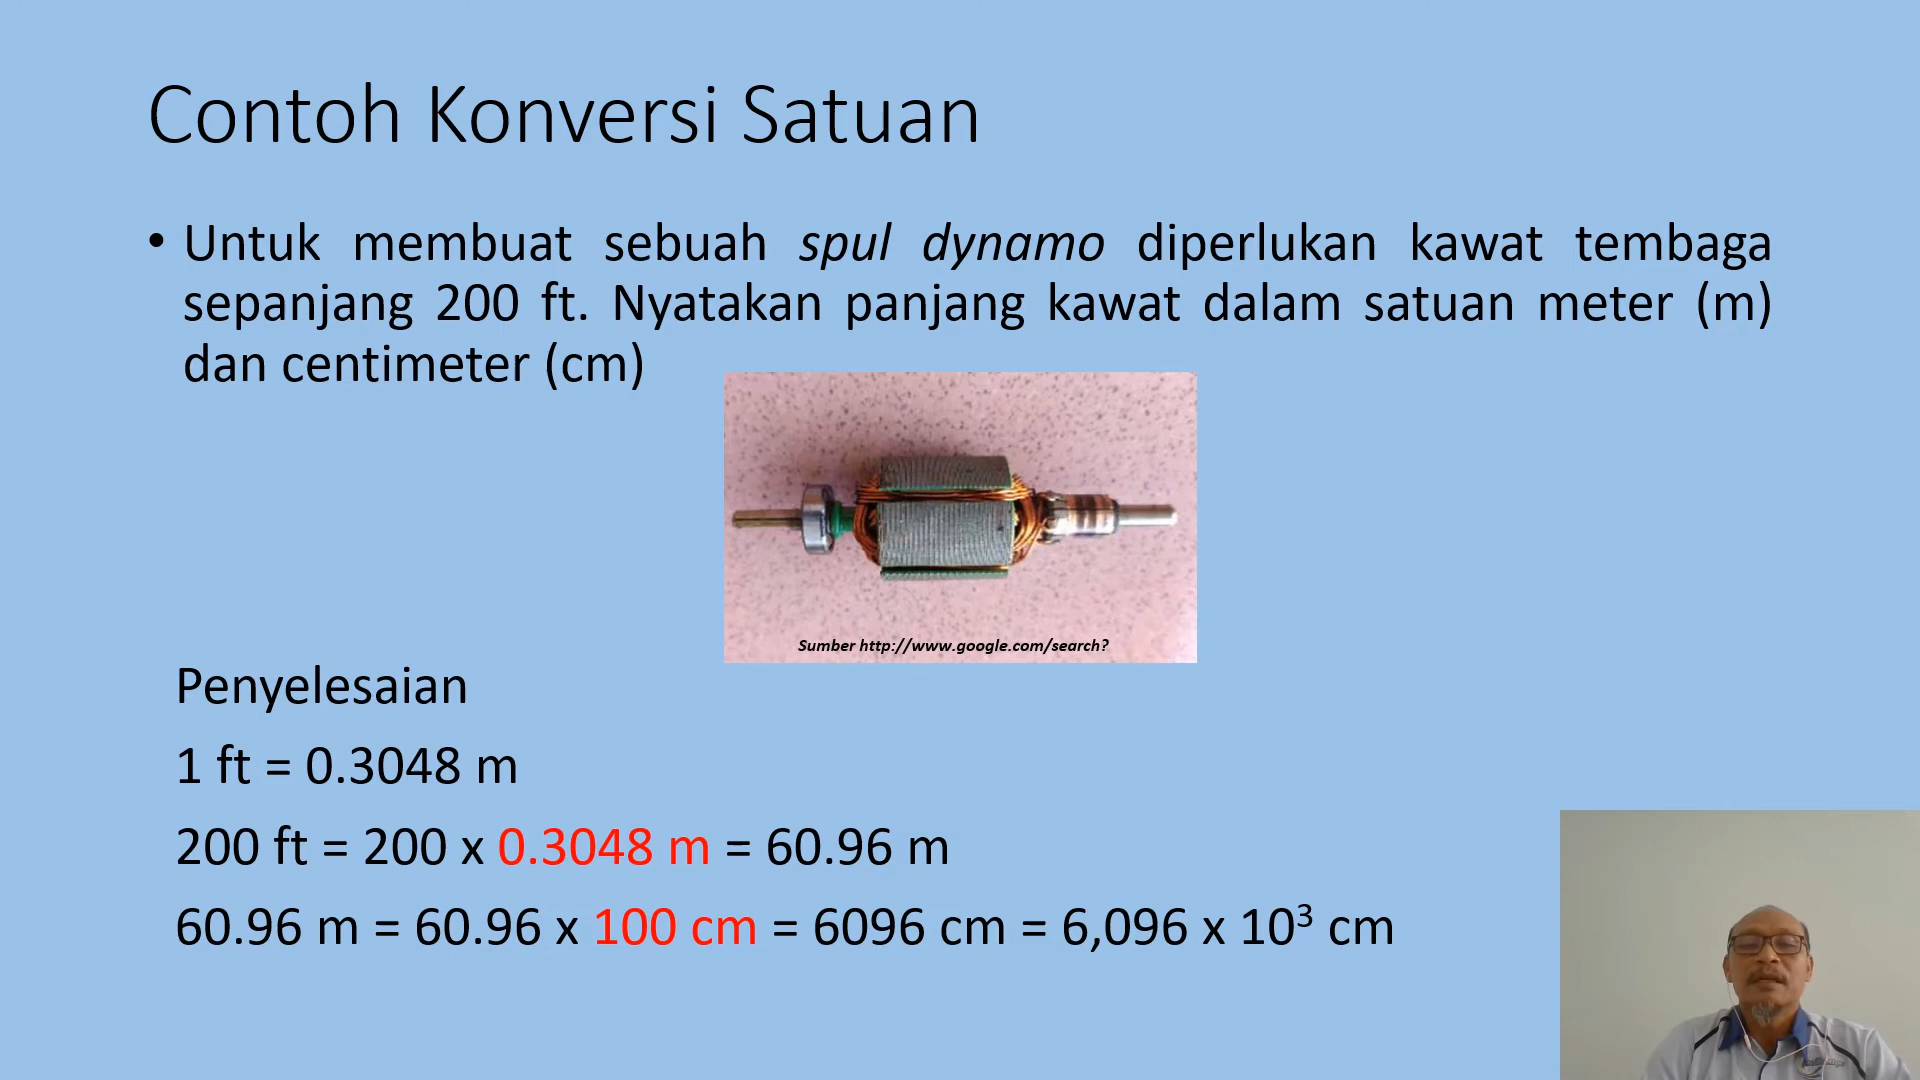 Contoh Konversi Satuan
• Untuk membuat sebuah spul dynamo diperlukan kawat tembaga
sepanjang 200 ft. Nyatakan panjang kawat dalam satuan meter (m)
dan centimeter (cm)
Sumber http://www.google.com/search?
Penyelesaian
1 ft = 0.3048 m
200 ft = 200 x 0.3048 m = 60.96 m
60.96 m = 60.96 x 100 cm = 6096 cm = 6,096 x 10³ cm